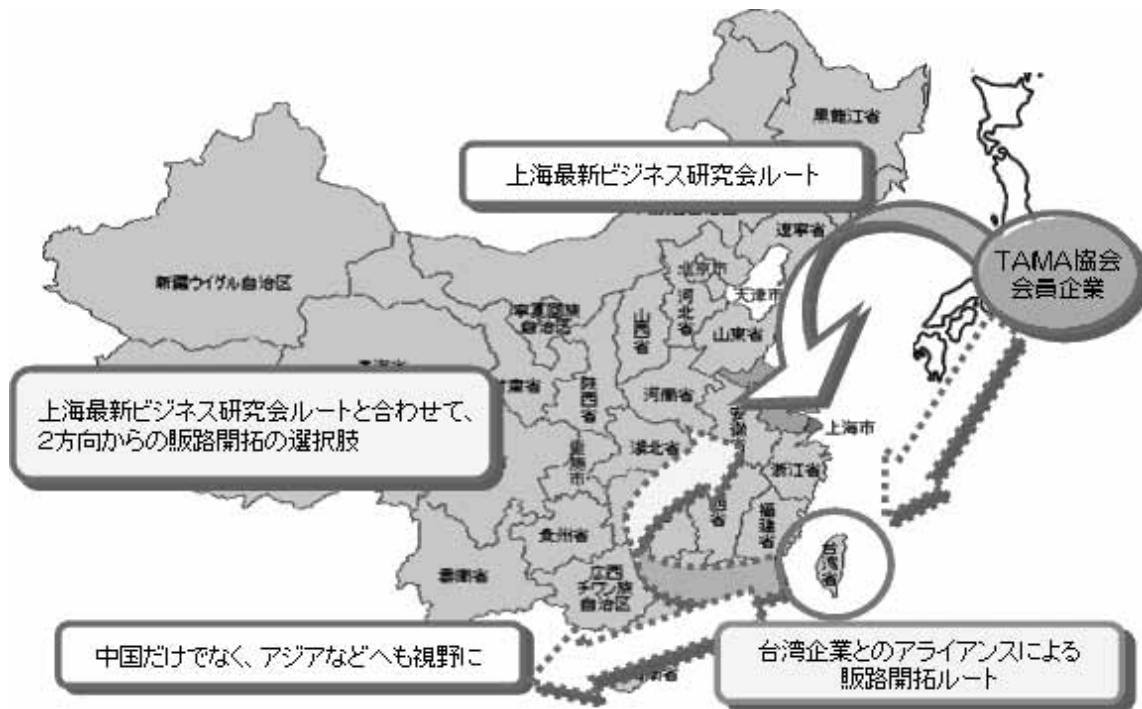 黒龍江省
上海最新ビジネス研究会ルート
遼寧省
TAMA協会
会員企業
北京市
天津市
新疆ウイグル自治区
寧夏回族
自治区
河北省
山西省
山東省
上海最新ビジネス研究会ルートと合わせて、
2方向からの販路開拓の選択肢
陝西省
河南省
上海市
湖北省
浙江省
福建省
貴州省
台湾省
雲南省
広西
チワン族
自治区
中国だけでなく、アジアなどへも視野に
台湾企業とのアライアンスによる
販路開拓ルート